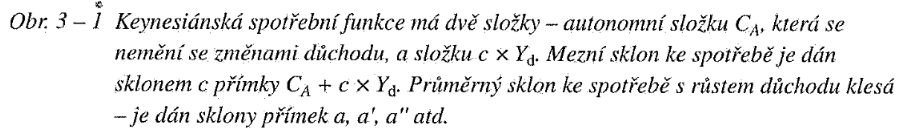 Obr. 3 – 1 Keynesiánská spotřební funkce má dvě složky – autonomní složku C_A, která se
nemění se změnami důchodu, a složku c × Y_d. Mezní sklon ke spotřebě je dán
sklonem c přímky C_A + c × Y_d. Průměrný sklon ke spotřebě s růstem důchodu klesá
– je dán sklony přímek a, a', a'' atd.